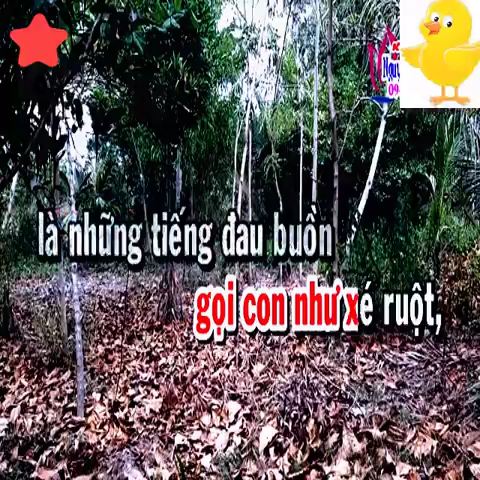 là những tiếng đau buồn
gọi con như xé ruột,